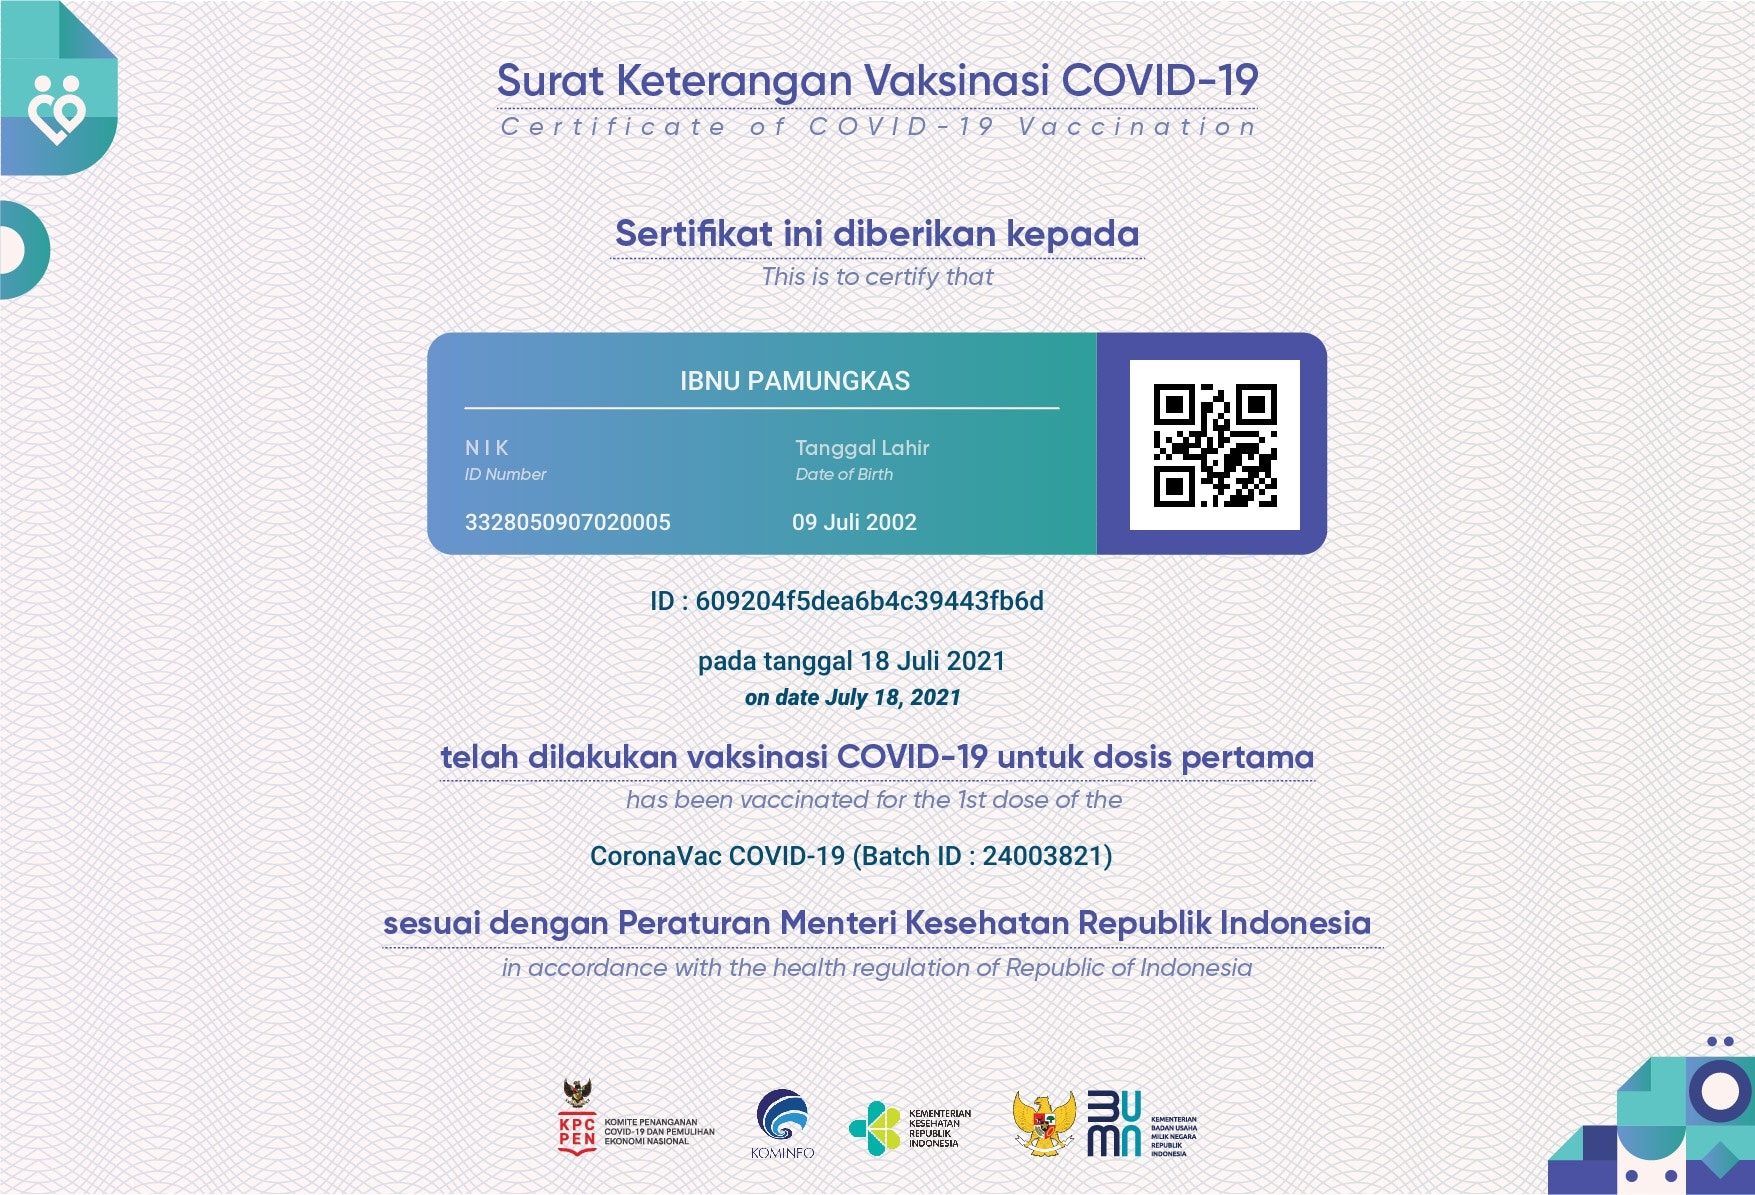 Surat Keterangan Vaksinasi COVID-19
Certificate of COVID-19 Vaccination
Sertifikat ini diberikan kepada
This is to certify that
IBNU PAMUNGKAS
NIK
ID Number
3328050907020005
Tanggal Lahir
Date of Birth
09 Juli 2002
ID : 609204f5dea6b4c39443fb6d
pada tanggal 18 Juli 2021
on date July 18, 2021
telah dilakukan vaksinasi COVID-19 untuk dosis pertama
has been vaccinated for the 1st dose of the
CoronaVac COVID-19 (Batch ID : 24003821)
sesuai dengan Peraturan Menteri Kesehatan Republik Indonesia
in accordance with the health regulation of Republic of Indonesia
KPC
PEN
KOMITE PENANGANAN
COVID-19 DAN PEMULIHAN
EKONOMI NASIONAL
KOMINFO
KEMENTERIAN
KESEHATAN
REPUBLIK
INDONESIA
BU
MN
KEMENTERIAN
BADAN USAHA
MILIK NEGARA
REPUBLIK
INDONESIA